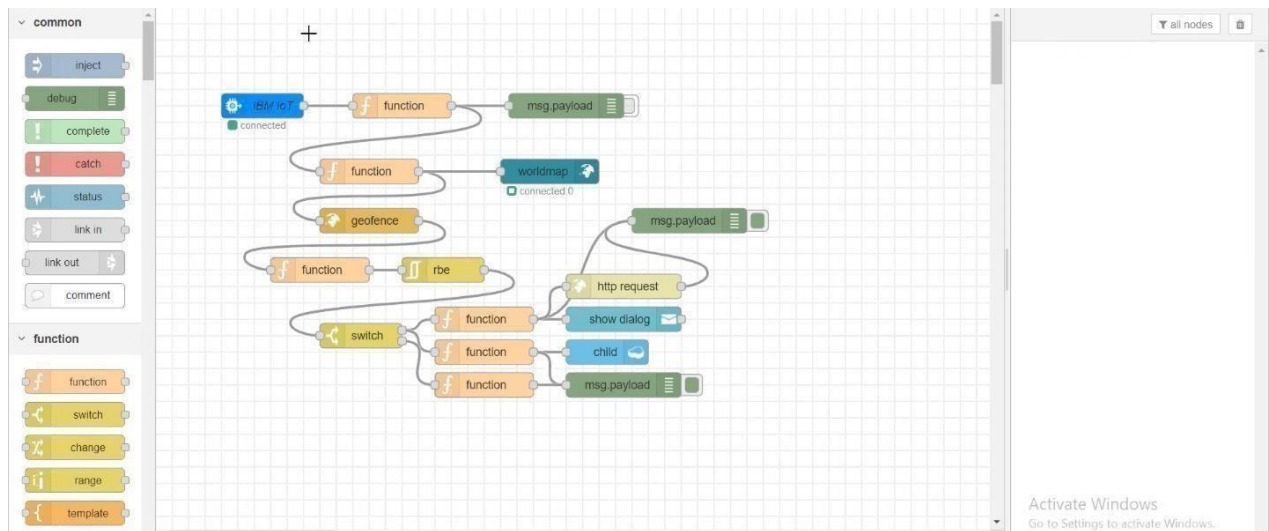 common
inject
debug
complete
catch
status
link in
link out
comment
function
function
switch
change
range
template
IBM IoT
connected
function
msg.payload
function
worldmap
connected 0
geofence
msg.payload
function
rbe
http request
switch
function
show dialog
function
child
function
msg.payload
all nodes
Activate Windows
Go to Settings to activate Windows.